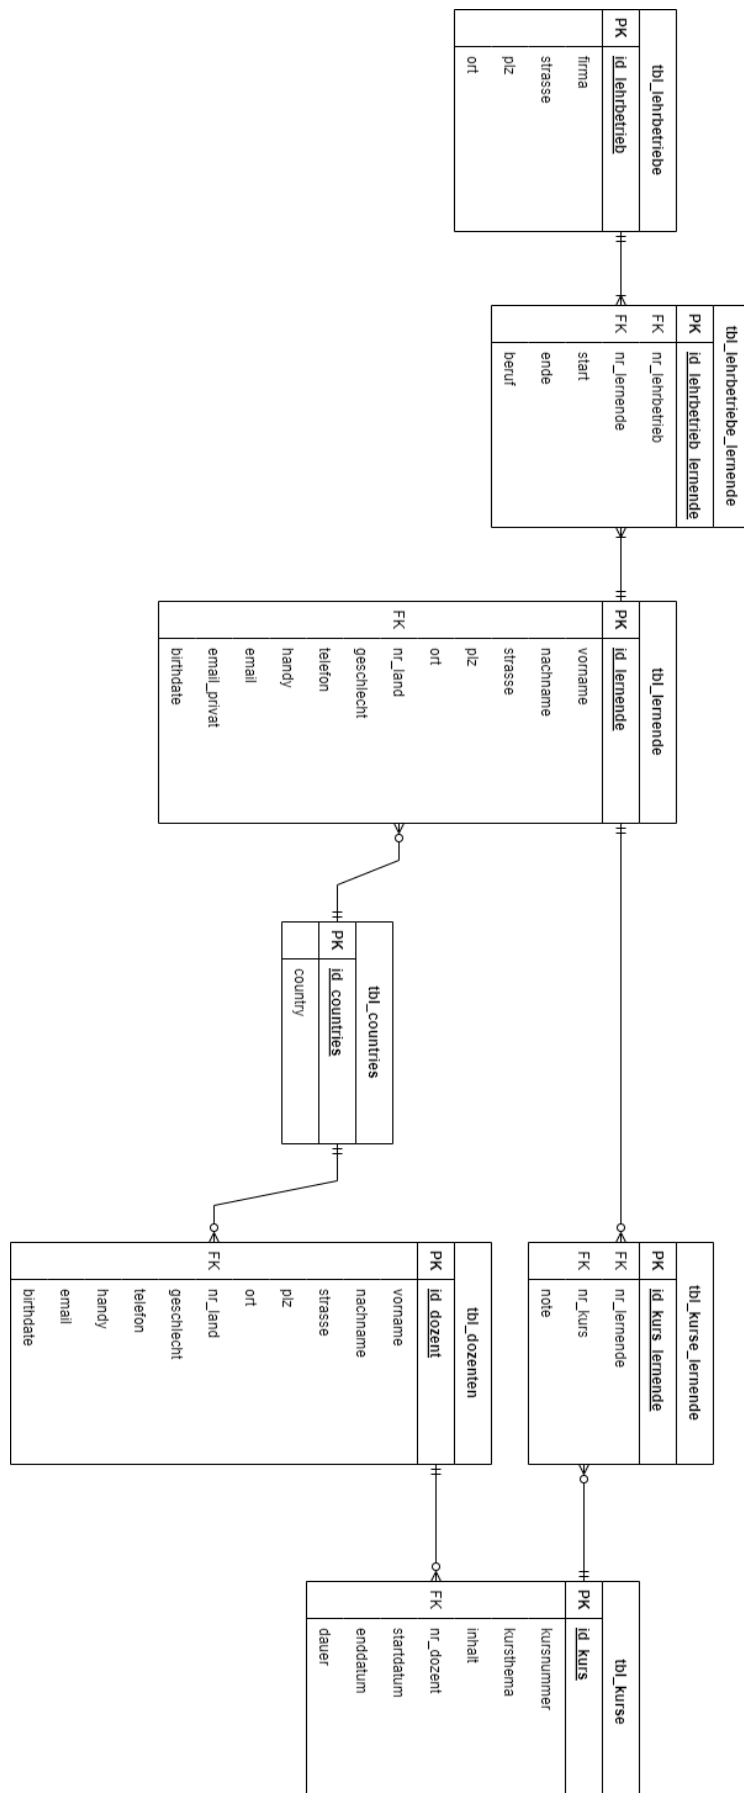 tbl_lehrbetriebe
PK id_lehrbetrieb
firma
strasse
plz
ort
tbl_lehrbetriebe_lernende
PK id_lehrbetrieb_lernende
FK nr_lehrbetrieb
FK nr_lernende
start
ende
beruf
tbl_lernende
PK id_lernende
vorname
nachname
strasse
plz
ort
FK nr_land
geschlecht
telefon
handy
email
email_privat
birthdate
tbl_countries
PK id_countries
country
tbl_kurse_lernende
PK id_kurs_lernende
FK nr_lernende
FK nr_kurs
note
tbl_dozenten
PK id_dozent
vorname
nachname
strasse
plz
ort
FK nr_land
geschlecht
telefon
handy
email
birthdate
tbl_kurse
PK id_kurs
kursnummer
kursthema
inhalt
FK nr_dozent
startdatum
enddatum
dauer